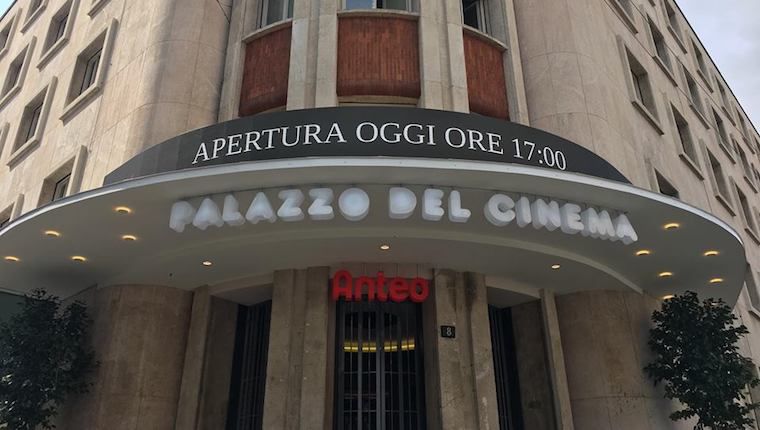 APERTURA OGGI ORE 17:00
PALAZZO DEL CINEMA
Anteo
8